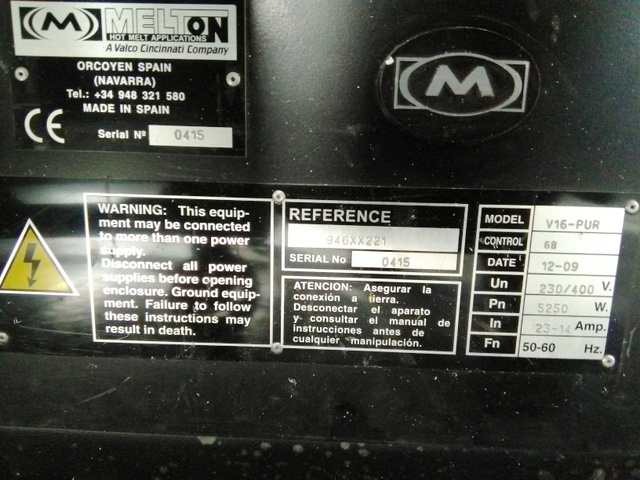 M MELTON
HOT MELT APPLICATIONS
A Valco Cincinnati Company
ORCOYEN SPAIN
(NAVARRA)
Tel.: +34 948 321 580
MADE IN SPAIN
CE Serial Nº 0415
M
WARNING: This equip-
ment may be connected
to more than one power
supply.
Disconnect all power
supplies before opening
enclosure. Ground equip-
ment. Failure to follow
these instructions may
result in death.
REFERENCE
946XX221
SERIAL No 0415
ATENCION: Asegurar la
conexión a tierra.
Desconectar el aparato
y consultar el manual de
instrucciones antes de
cualquier manipulación.
MODEL V16-PUR
CONTROL 68
DATE 12-09
Un 230/400 V.
Pn 5250 W.
In 23-14 Amp.
Fn 50-60 Hz.